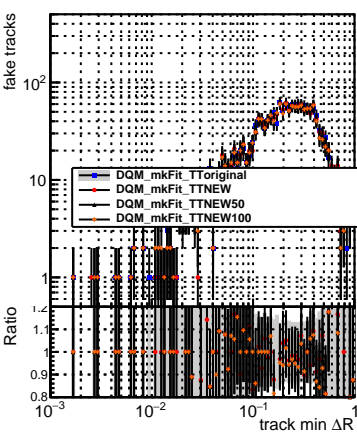 fake tracks
10²
10
1
DQM_mkFit_TToriginal
DQM_mkFit_TTNEW
DQM_mkFit_TTNEW50
DQM_mkFit_TTNEW100
Ratio
1.2
1.1
1
0.9
0.8
10⁻³ 10⁻² 10⁻¹ 1
track min ΔR